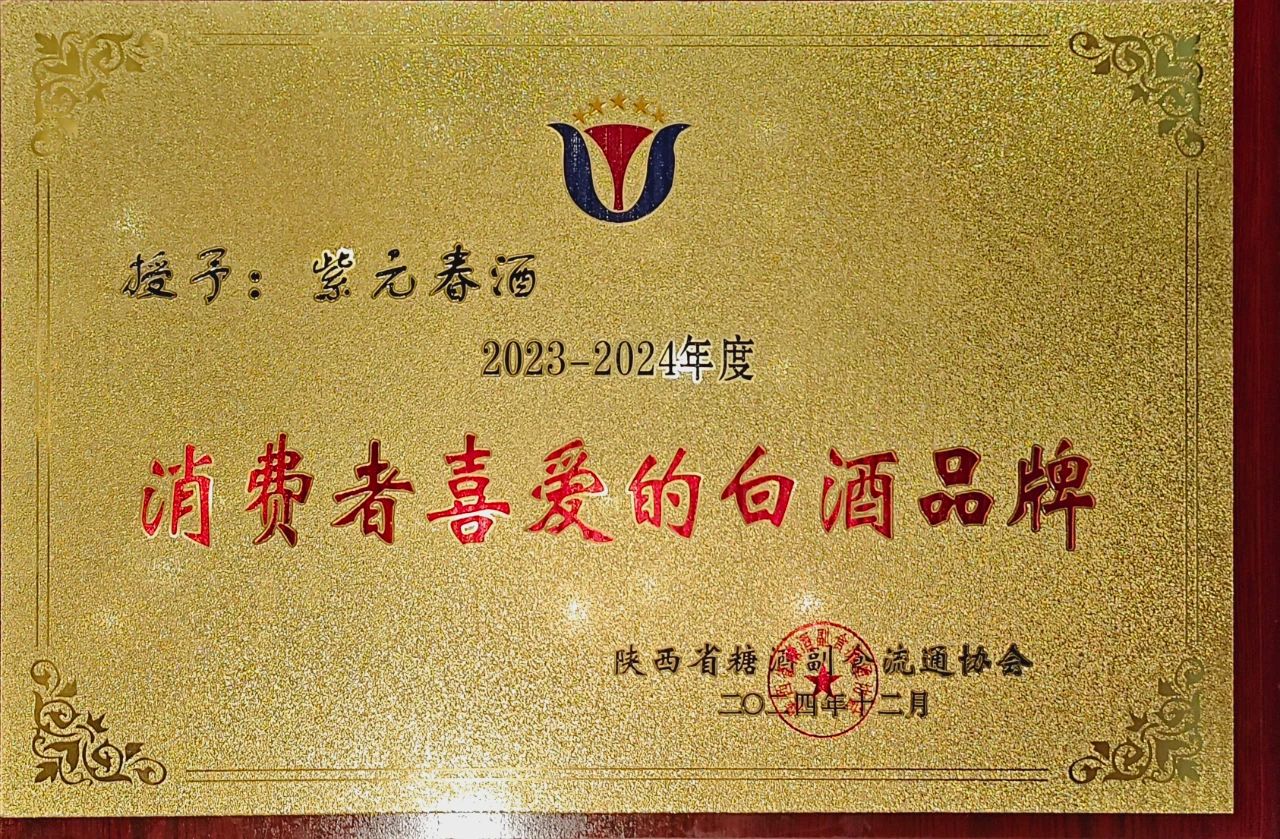 授予：紫元春酒
2023-2024年度
消费者喜爱的白酒品牌
陕西省糖酒副食流通协会
二〇二四年十二月